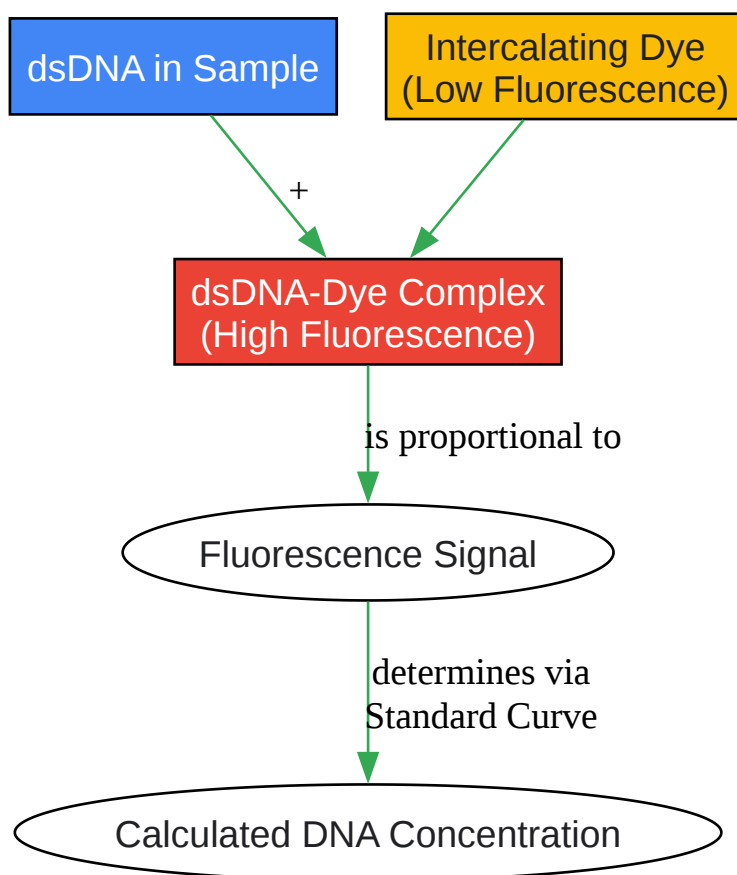 dsDNA in Sample
Intercalating Dye
(Low Fluorescence)
+
dsDNA-Dye Complex
(High Fluorescence)
is proportional to
Fluorescence Signal
determines via
Standard Curve
Calculated DNA Concentration